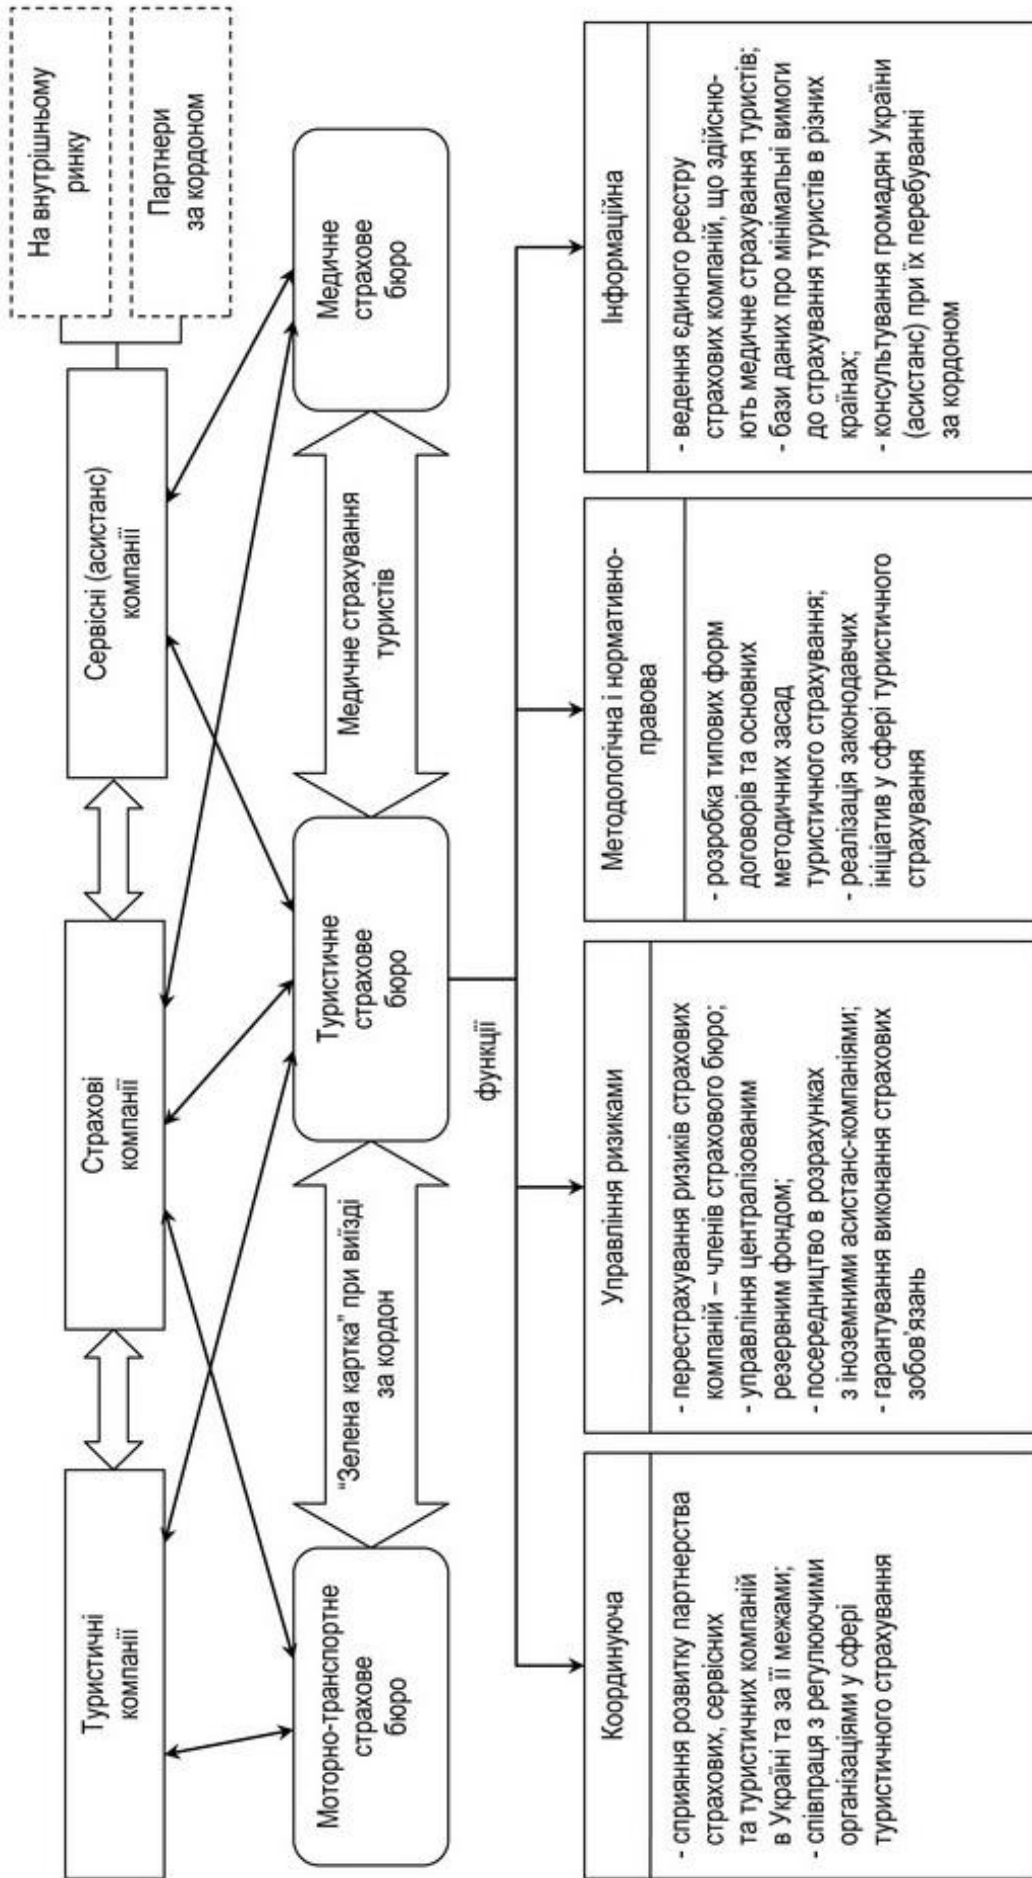 На внутрішньому
ринку
Партнери
за кордоном
Туристичні
компанії
Страхові
компанії
Сервісні (асистанс)
компанії
Моторно-транспортне
страхове
бюро
“Зелена картка” при виїзді
за кордон
Туристичне
страхове
бюро
Медичне страхування
туристів
Медичне
страхове
бюро
функції
Координуюча
- сприяння розвитку партнерства
страхових, сервісних
та туристичних компаній
в Україні та за її межами;
- співпраця з регулюючими
організаціями у сфері
туристичного страхування
Управління ризиками
- перестрахування ризиків страхових
компаній – членів страхового бюро;
- управління централізованим
резервним фондом;
- посередництво в розрахунках
з іноземними асистанс-компаніями;
- гарантування виконання страхових
зобов’язань
Методологічна і нормативно-
правова
- розробка типових форм
договорів та основних
методичних засад
туристичного страхування;
- реалізація законодавчих
ініціатив у сфері туристичного
страхування
Інформаційна
- ведення єдиного реєстру
страхових компаній, що здійсню-
ють медичне страхування туристів;
- бази даних про мінімальні вимоги
до страхування туристів в різних
країнах;
- консультування громадян України
(асистанс) при їх перебуванні
за кордоном